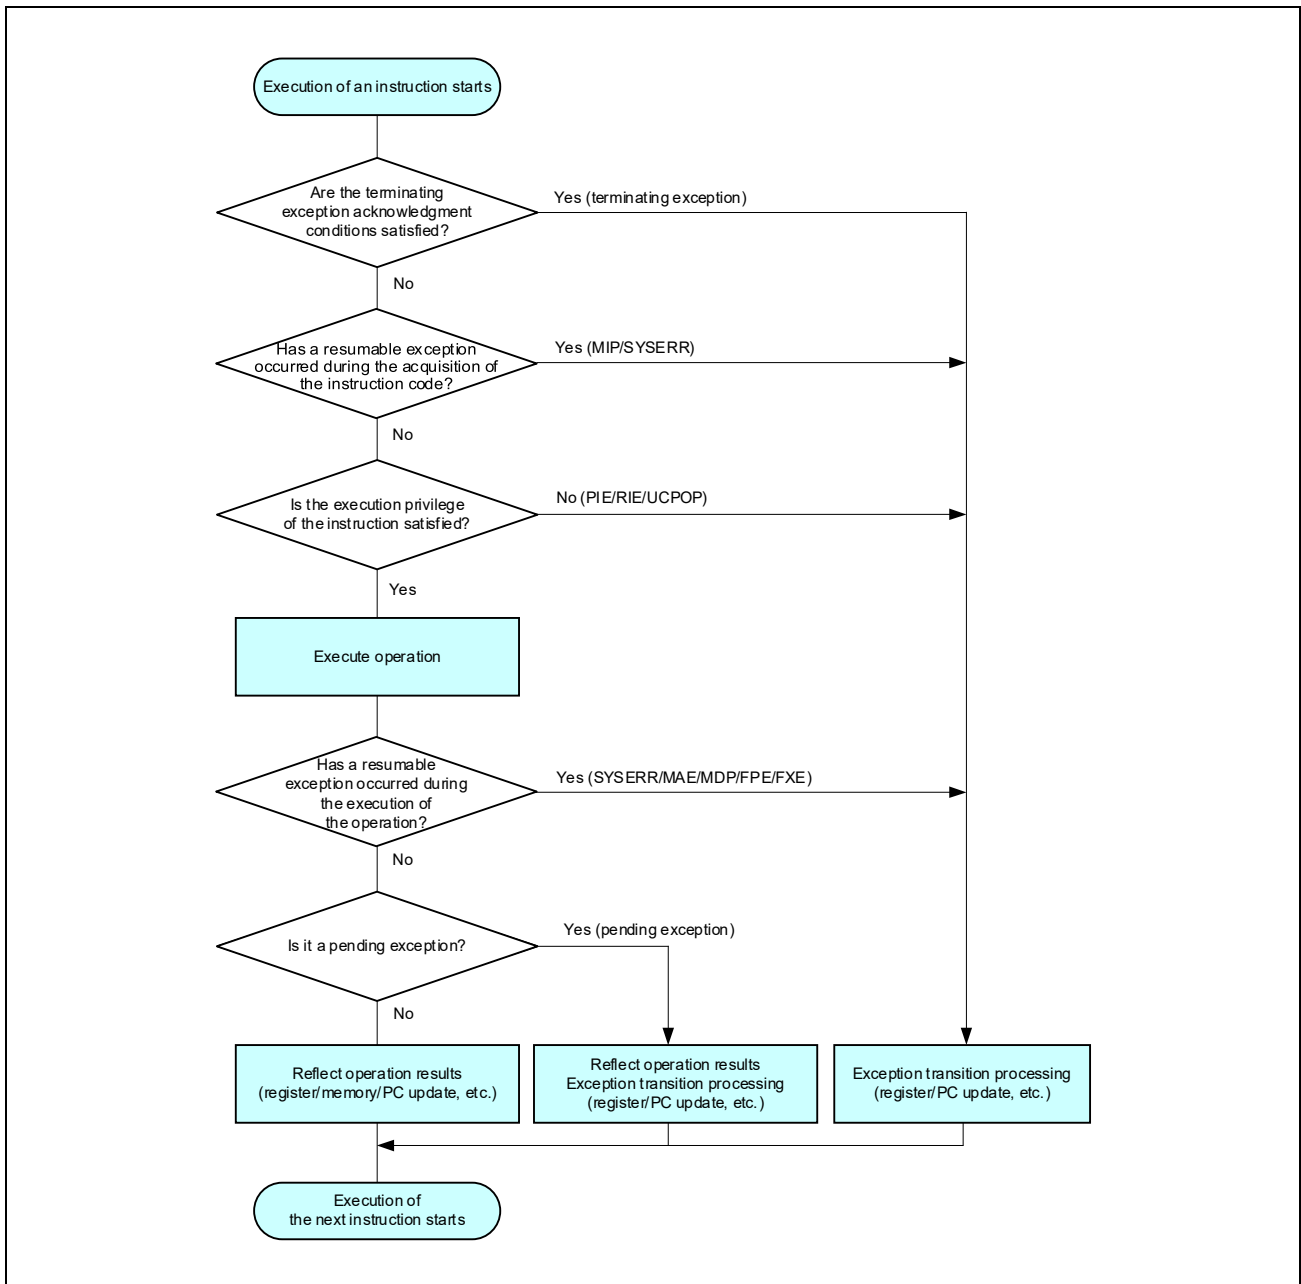 Execution of an instruction starts
Are the terminating
exception acknowledgment
conditions satisfied?
Yes (terminating exception)
No
Has a resumable exception
occurred during the acquisition of
the instruction code?
Yes (MIP/SYSERR)
No
Is the execution privilege
of the instruction satisfied?
No (PIE/RIE/UCPOP)
Yes
Execute operation
Has a resumable
exception occurred during
the execution of
the operation?
Yes (SYSERR/MAE/MDP/FPE/FXE)
No
Is it a pending exception?
Yes (pending exception)
No
Reflect operation results
(register/memory/PC update, etc.)
Reflect operation results
Exception transition processing
(register/PC update, etc.)
Exception transition processing
(register/PC update, etc.)
Execution of
the next instruction starts